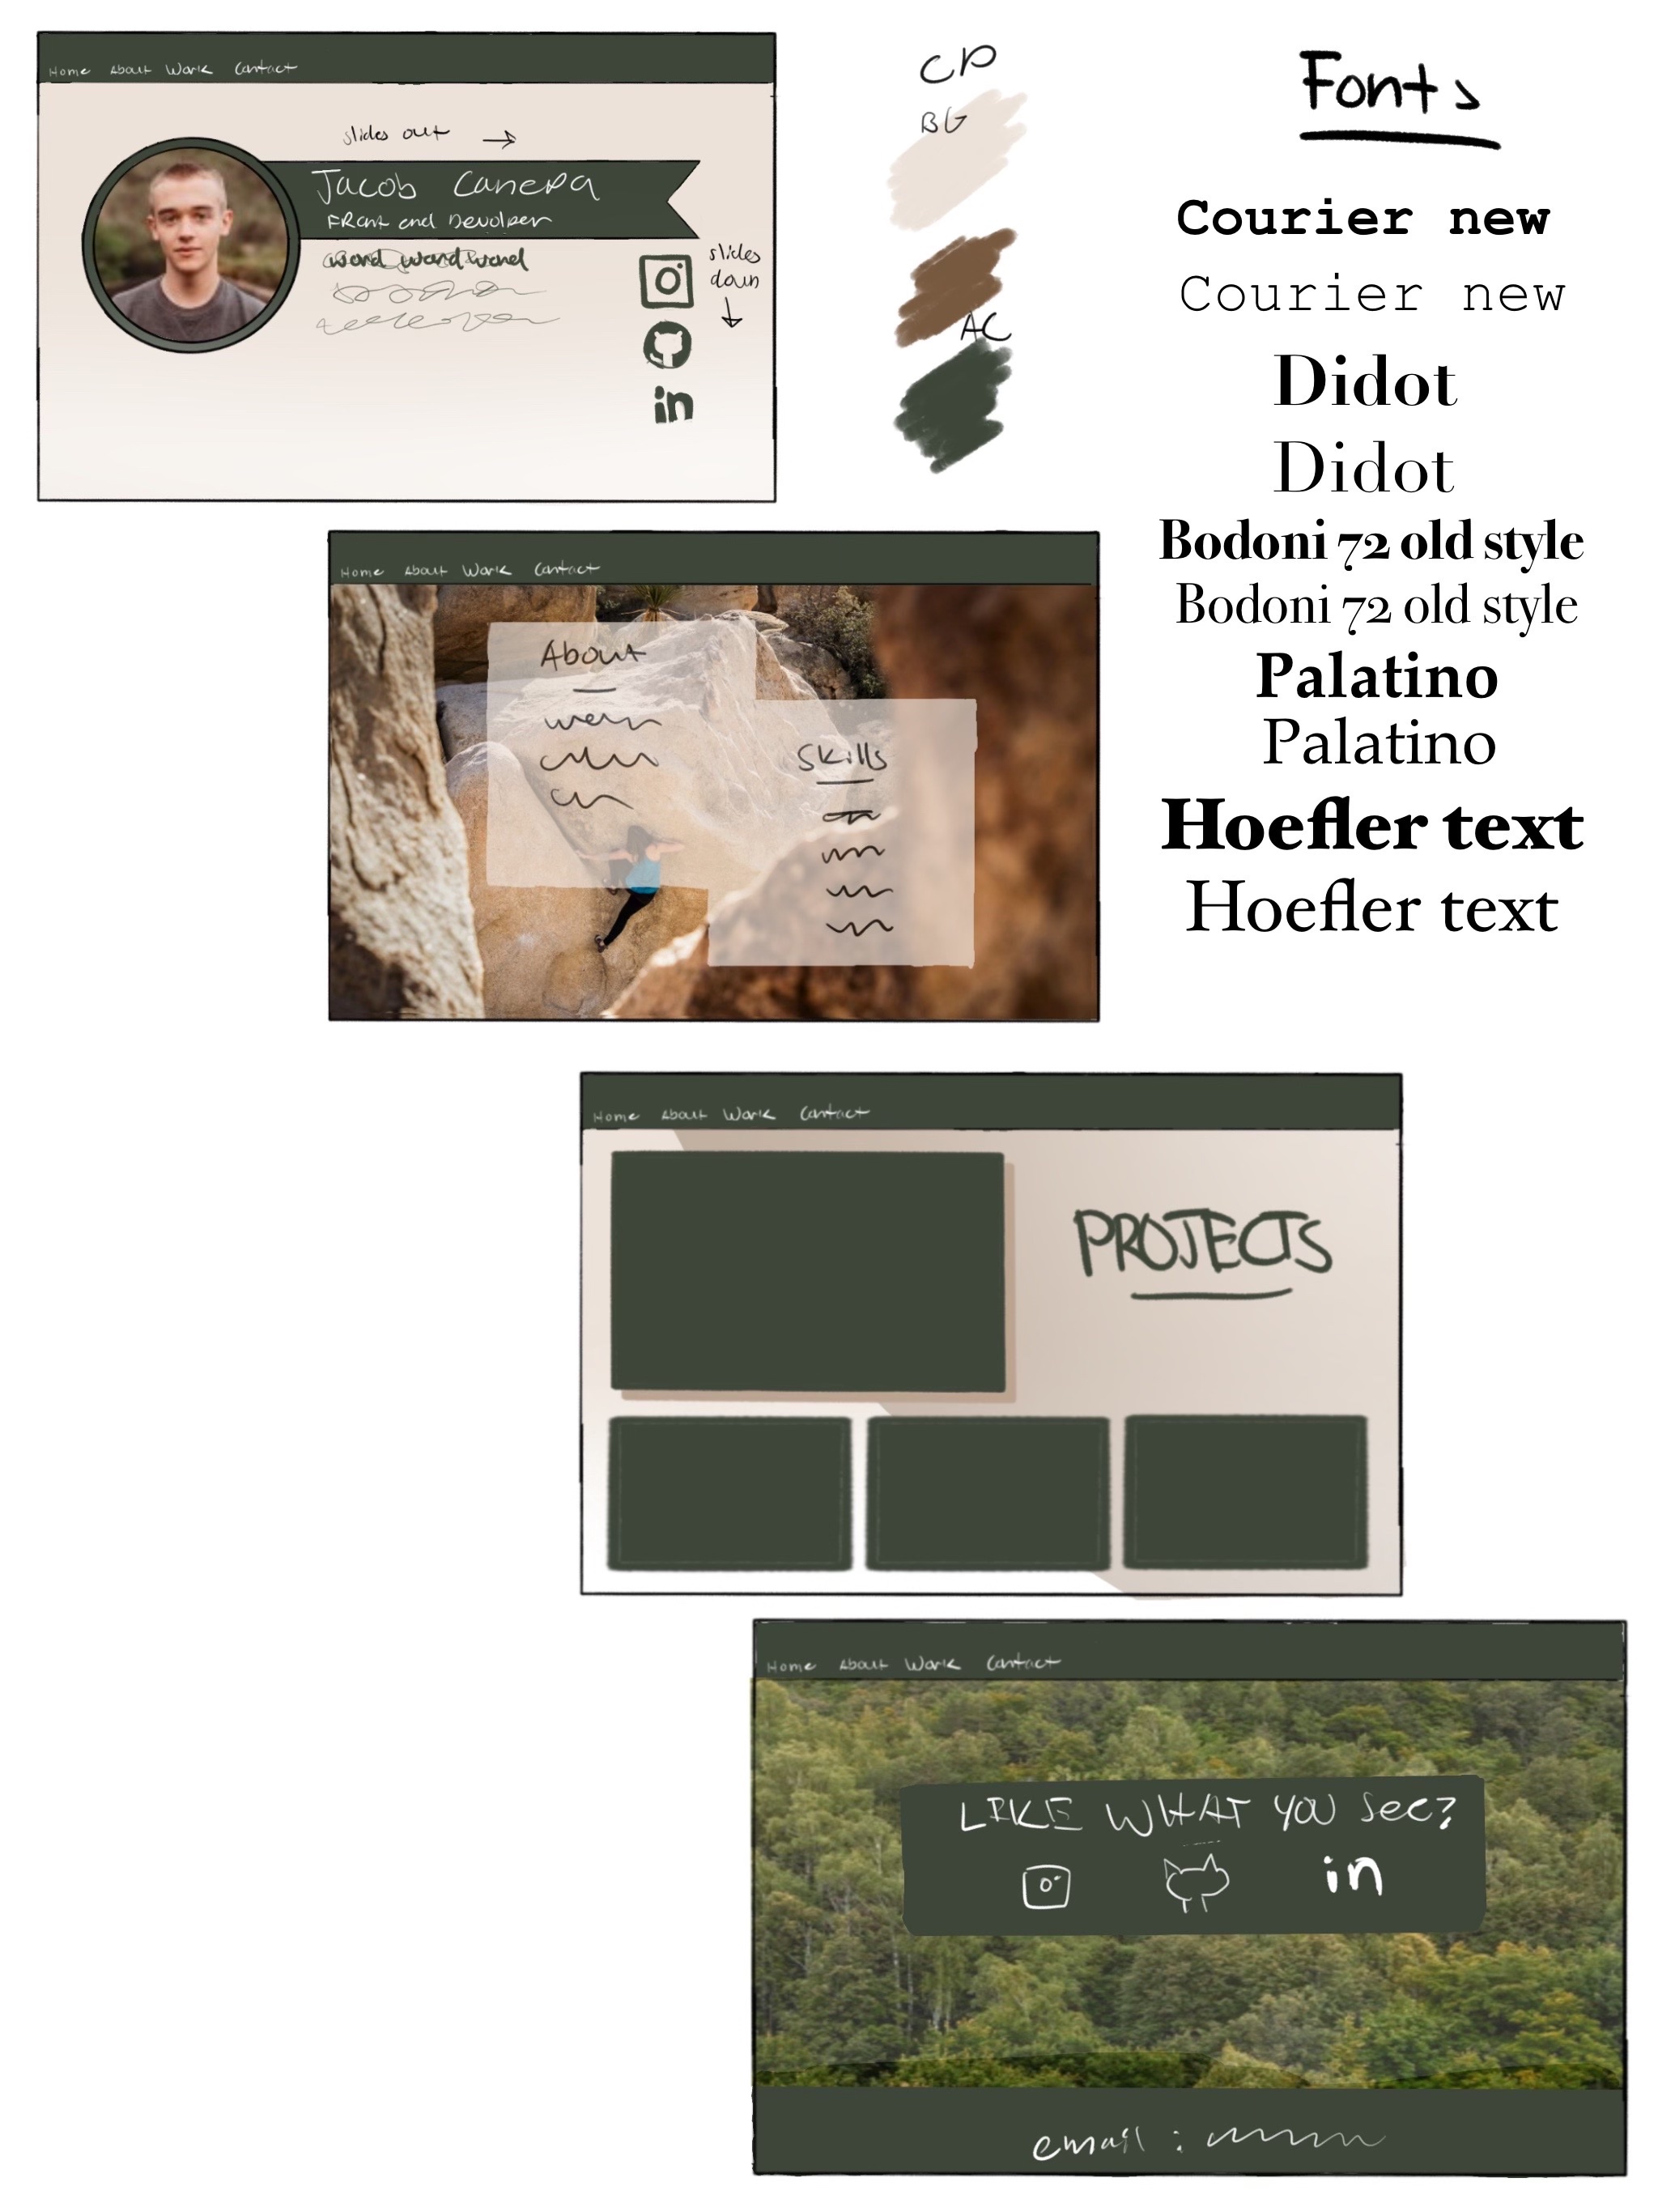 Home About Work Contact
slides out
Jacob Canepa
Front end Devolper
word word word
slides
down
in
CP
BG
AC
Fonts
Courier new
Courier new
Didot
Didot
Bodoni 72 old style
Bodoni 72 old style
Palatino
Palatino
Hoefler text
Hoefler text
Home About Work Contact
About
Skills
Home About Work Contact
PROJECTS
Home About Work Contact
LIKE WHAT YOU see?
in
email :